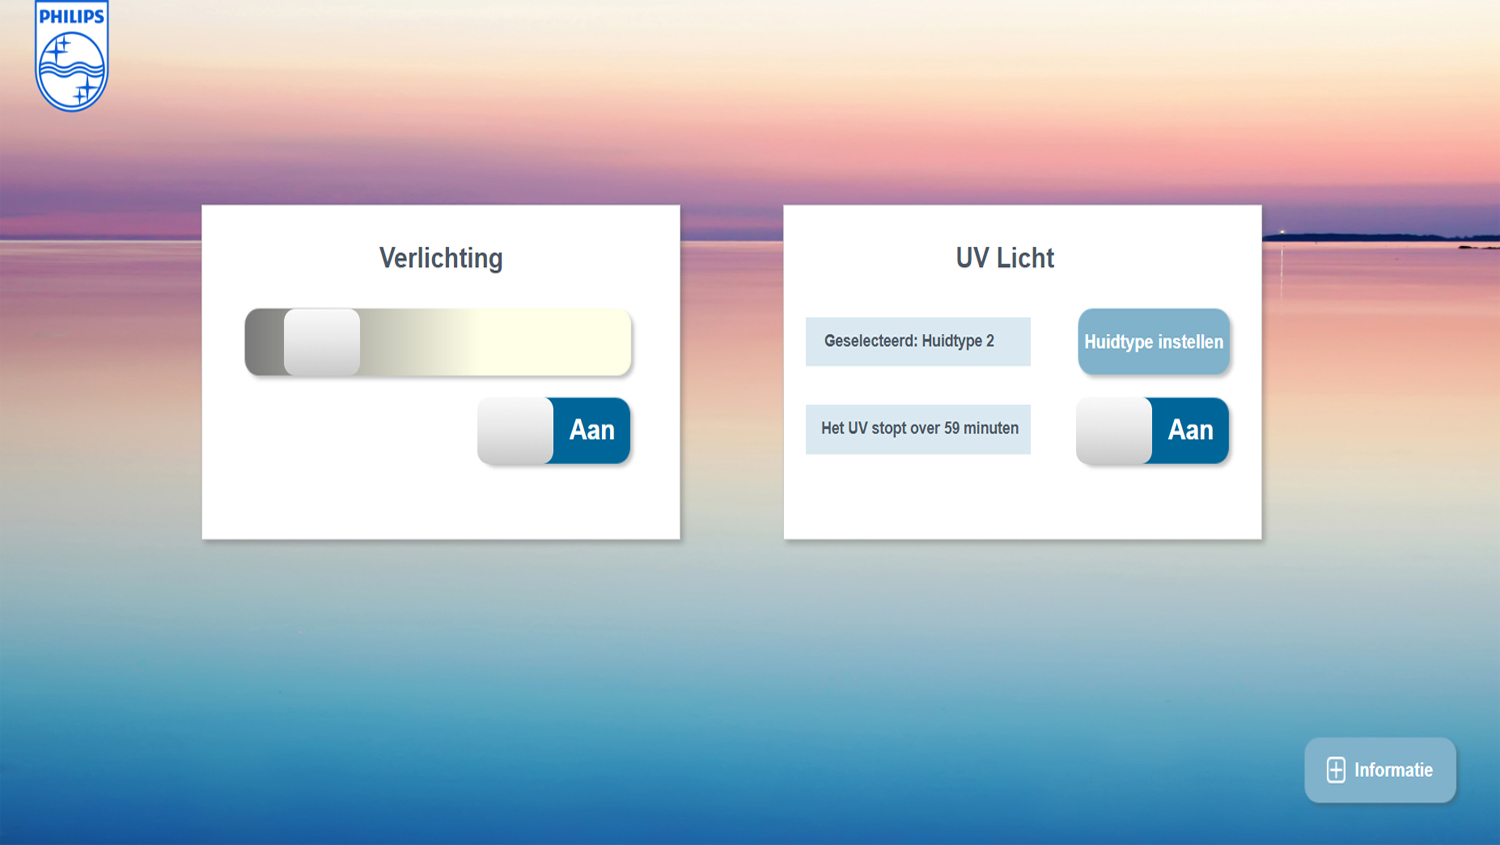 PHILIPS
Verlichting
Aan
UV Licht
Geselecteerd: Huidtype 2
Huidtype instellen
Het UV stopt over 59 minuten
Aan
Informatie